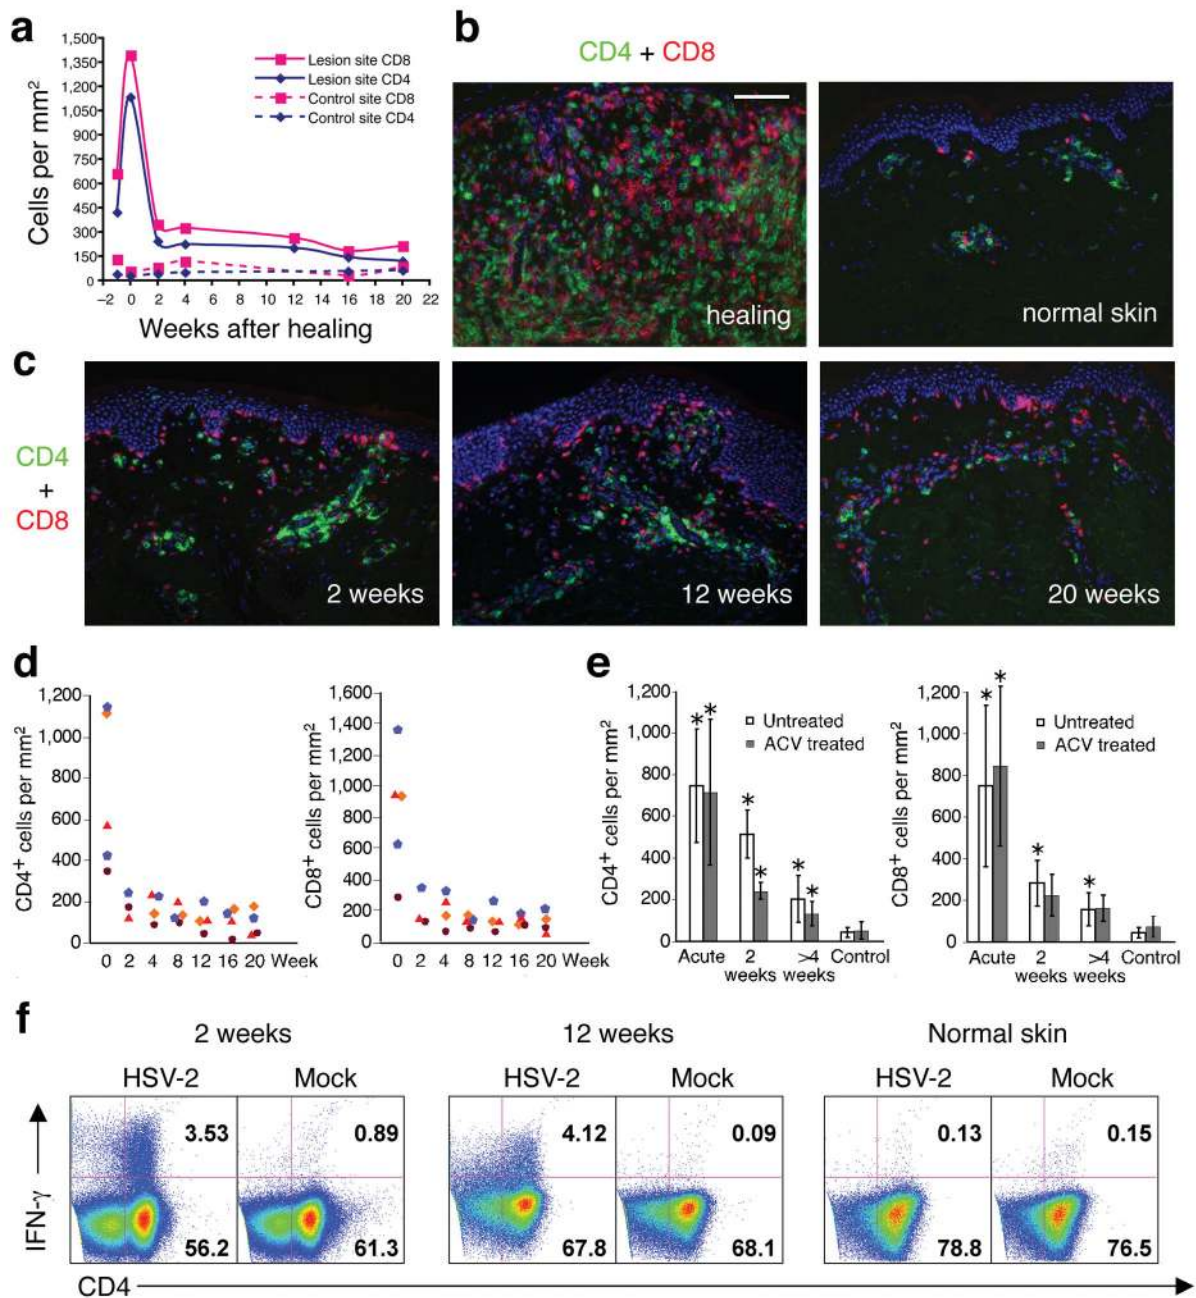 a
1,500
1,350
1,200
1,050
900
750
600
450
300
150
0
Cells per mm²
−2 0 2 4 6 8 10 12 14 16 18 20 22
Weeks after healing
Lesion site CD8
Lesion site CD4
Control site CD8
Control site CD4
b
CD4 + CD8
healing
normal skin
c
CD4
+
CD8
2 weeks
12 weeks
20 weeks
d
CD4⁺ cells per mm²
1,200
1,000
800
600
400
200
0
0 2 4 8 12 16 20 Week
CD8⁺ cells per mm²
1,600
1,400
1,200
1,000
800
600
400
200
0
0 2 4 8 12 16 20 Week
e
CD4⁺ cells per mm²
1,200
1,000
800
600
400
200
0
* * * * * *
Untreated
ACV treated
Acute 2 >4 Control
weeks weeks
CD8⁺ cells per mm²
1,200
1,000
800
600
400
200
0
* * * *
Untreated
ACV treated
Acute 2 >4 Control
weeks weeks
f
2 weeks
12 weeks
Normal skin
HSV-2 Mock
HSV-2 Mock
HSV-2 Mock
3.53 0.89
4.12 0.09
0.13 0.15
56.2 61.3
67.8 68.1
78.8 76.5
IFN-γ
CD4